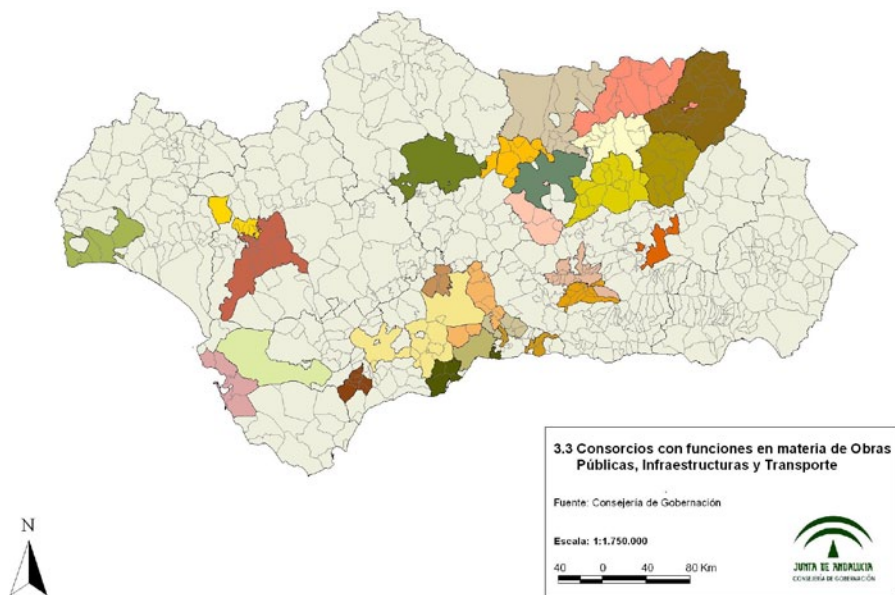 3.3 Consorcios con funciones en materia de Obras
Públicas, Infraestructuras y Transporte
Fuente: Consejería de Gobernación
Escala: 1:1.750.000
40 0 40 80 Km
N
JUNTA DE ANDALUCIA
CONSEJERÍA DE GOBERNACIÓN